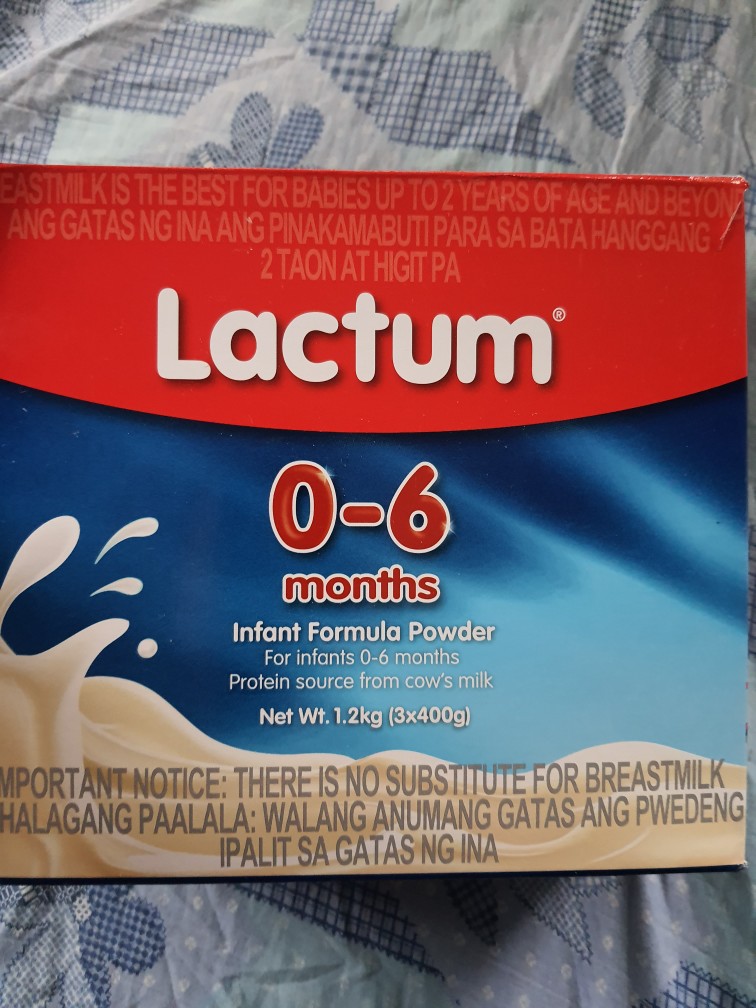 EASTMILK IS THE BEST FOR BABIES UP TO 2 YEARS OF AGE AND BEYON
ANG GATAS NG INA ANG PINAKAMABUTI PARA SA BATA HANGGANG
2 TAON AT HIGIT PA
Lactum®
0-6
months
Infant Formula Powder
For infants 0-6 months
Protein source from cow's milk
Net Wt. 1.2kg (3x400g)
MPORTANT NOTICE: THERE IS NO SUBSTITUTE FOR BREASTMILK
HALAGANG PAALALA: WALANG ANUMANG GATAS ANG PWEDENG
IPALIT SA GATAS NG INA